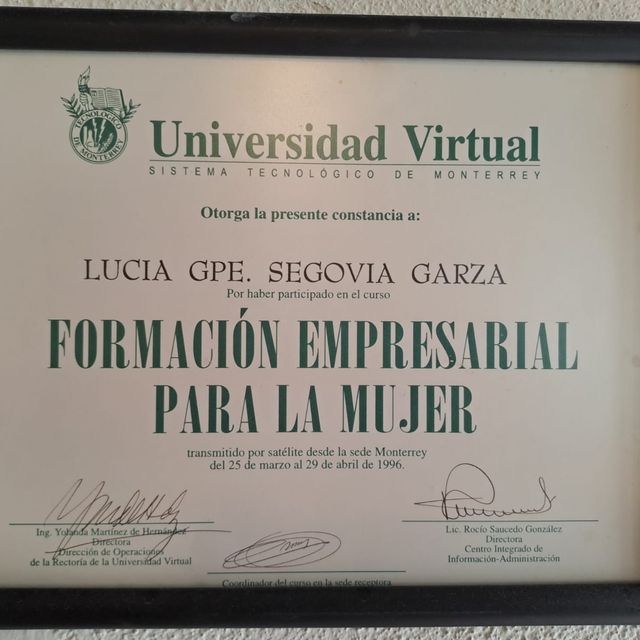 TECNOLÓGICO
DE MONTERREY
Universidad Virtual
SISTEMA TECNOLÓGICO DE MONTERREY
Otorga la presente constancia a:
LUCIA GPE. SEGOVIA GARZA
Por haber participado en el curso
FORMACIÓN EMPRESARIAL
PARA LA MUJER
transmitido por satélite desde la sede Monterrey
del 25 de marzo al 29 de abril de 1996.
Ing. Yolanda Martínez de Hernández
Directora
Dirección de Operaciones
de la Rectoría de la Universidad Virtual
Lic. Rocío Saucedo González
Directora
Centro Integrado de
Información-Administración
Coordinador del curso en la sede receptora